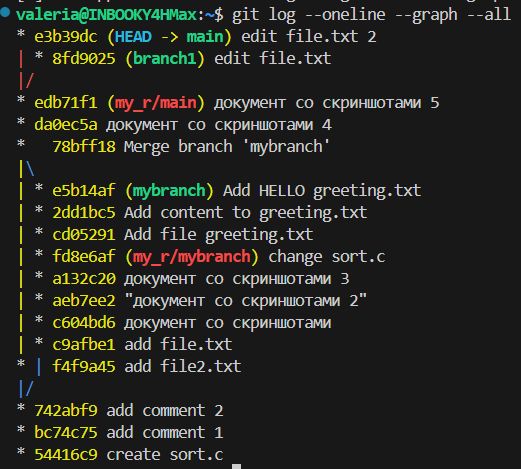 valeria@INBOOKY4HMax:~$ git log --oneline --graph --all
* e3b39dc (HEAD -> main) edit file.txt 2
| * 8fd9025 (branch1) edit file.txt
|/
* edb71f1 (my_r/main) документ со скриншотами 5
* da0ec5a документ со скриншотами 4
*   78bff18 Merge branch 'mybranch'
|\
| * e5b14af (mybranch) Add HELLO greeting.txt
| * 2dd1bc5 Add content to greeting.txt
| * cd05291 Add file greeting.txt
| * fd8e6af (my_r/mybranch) change sort.c
| * a132c20 документ со скриншотами 3
| * aeb7ee2 "документ со скриншотами 2"
| * c604bd6 документ со скриншотами
| * c9afbe1 add file.txt
* | f4f9a45 add file2.txt
|/
* 742abf9 add comment 2
* bc74c75 add comment 1
* 54416c9 create sort.c